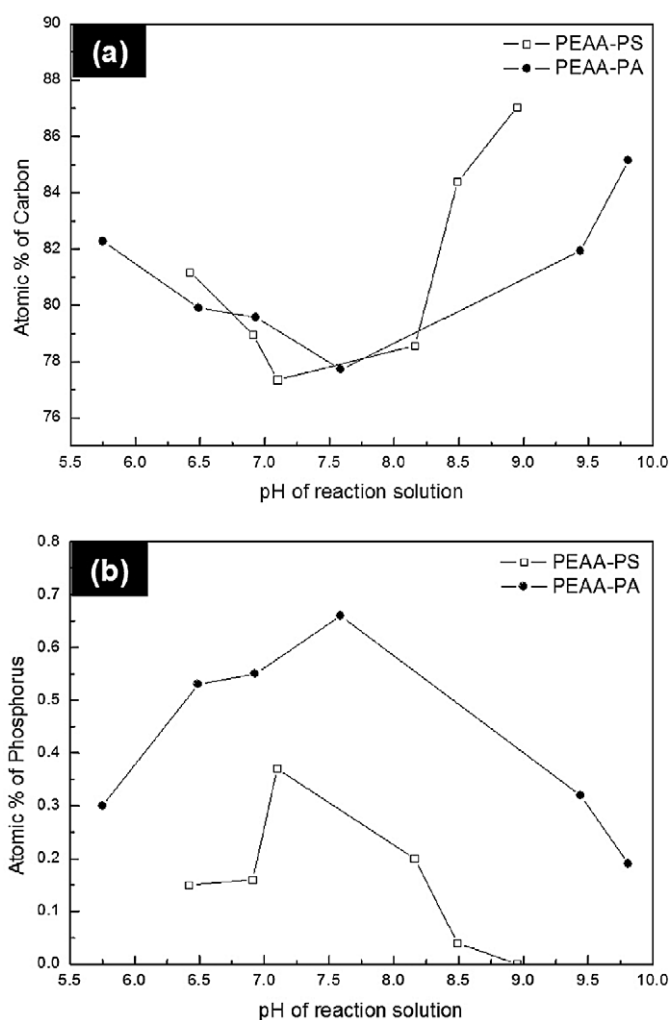 (a)
PEAA-PS
PEAA-PA
Atomic % of Carbon
90
88
86
84
82
80
78
76
5.5 6.0 6.5 7.0 7.5 8.0 8.5 9.0 9.5 10.0
pH of reaction solution
(b)
PEAA-PS
PEAA-PA
Atomic % of Phosphorus
0.8
0.7
0.6
0.5
0.4
0.3
0.2
0.1
0.0
5.5 6.0 6.5 7.0 7.5 8.0 8.5 9.0 9.5 10.0
pH of reaction solution